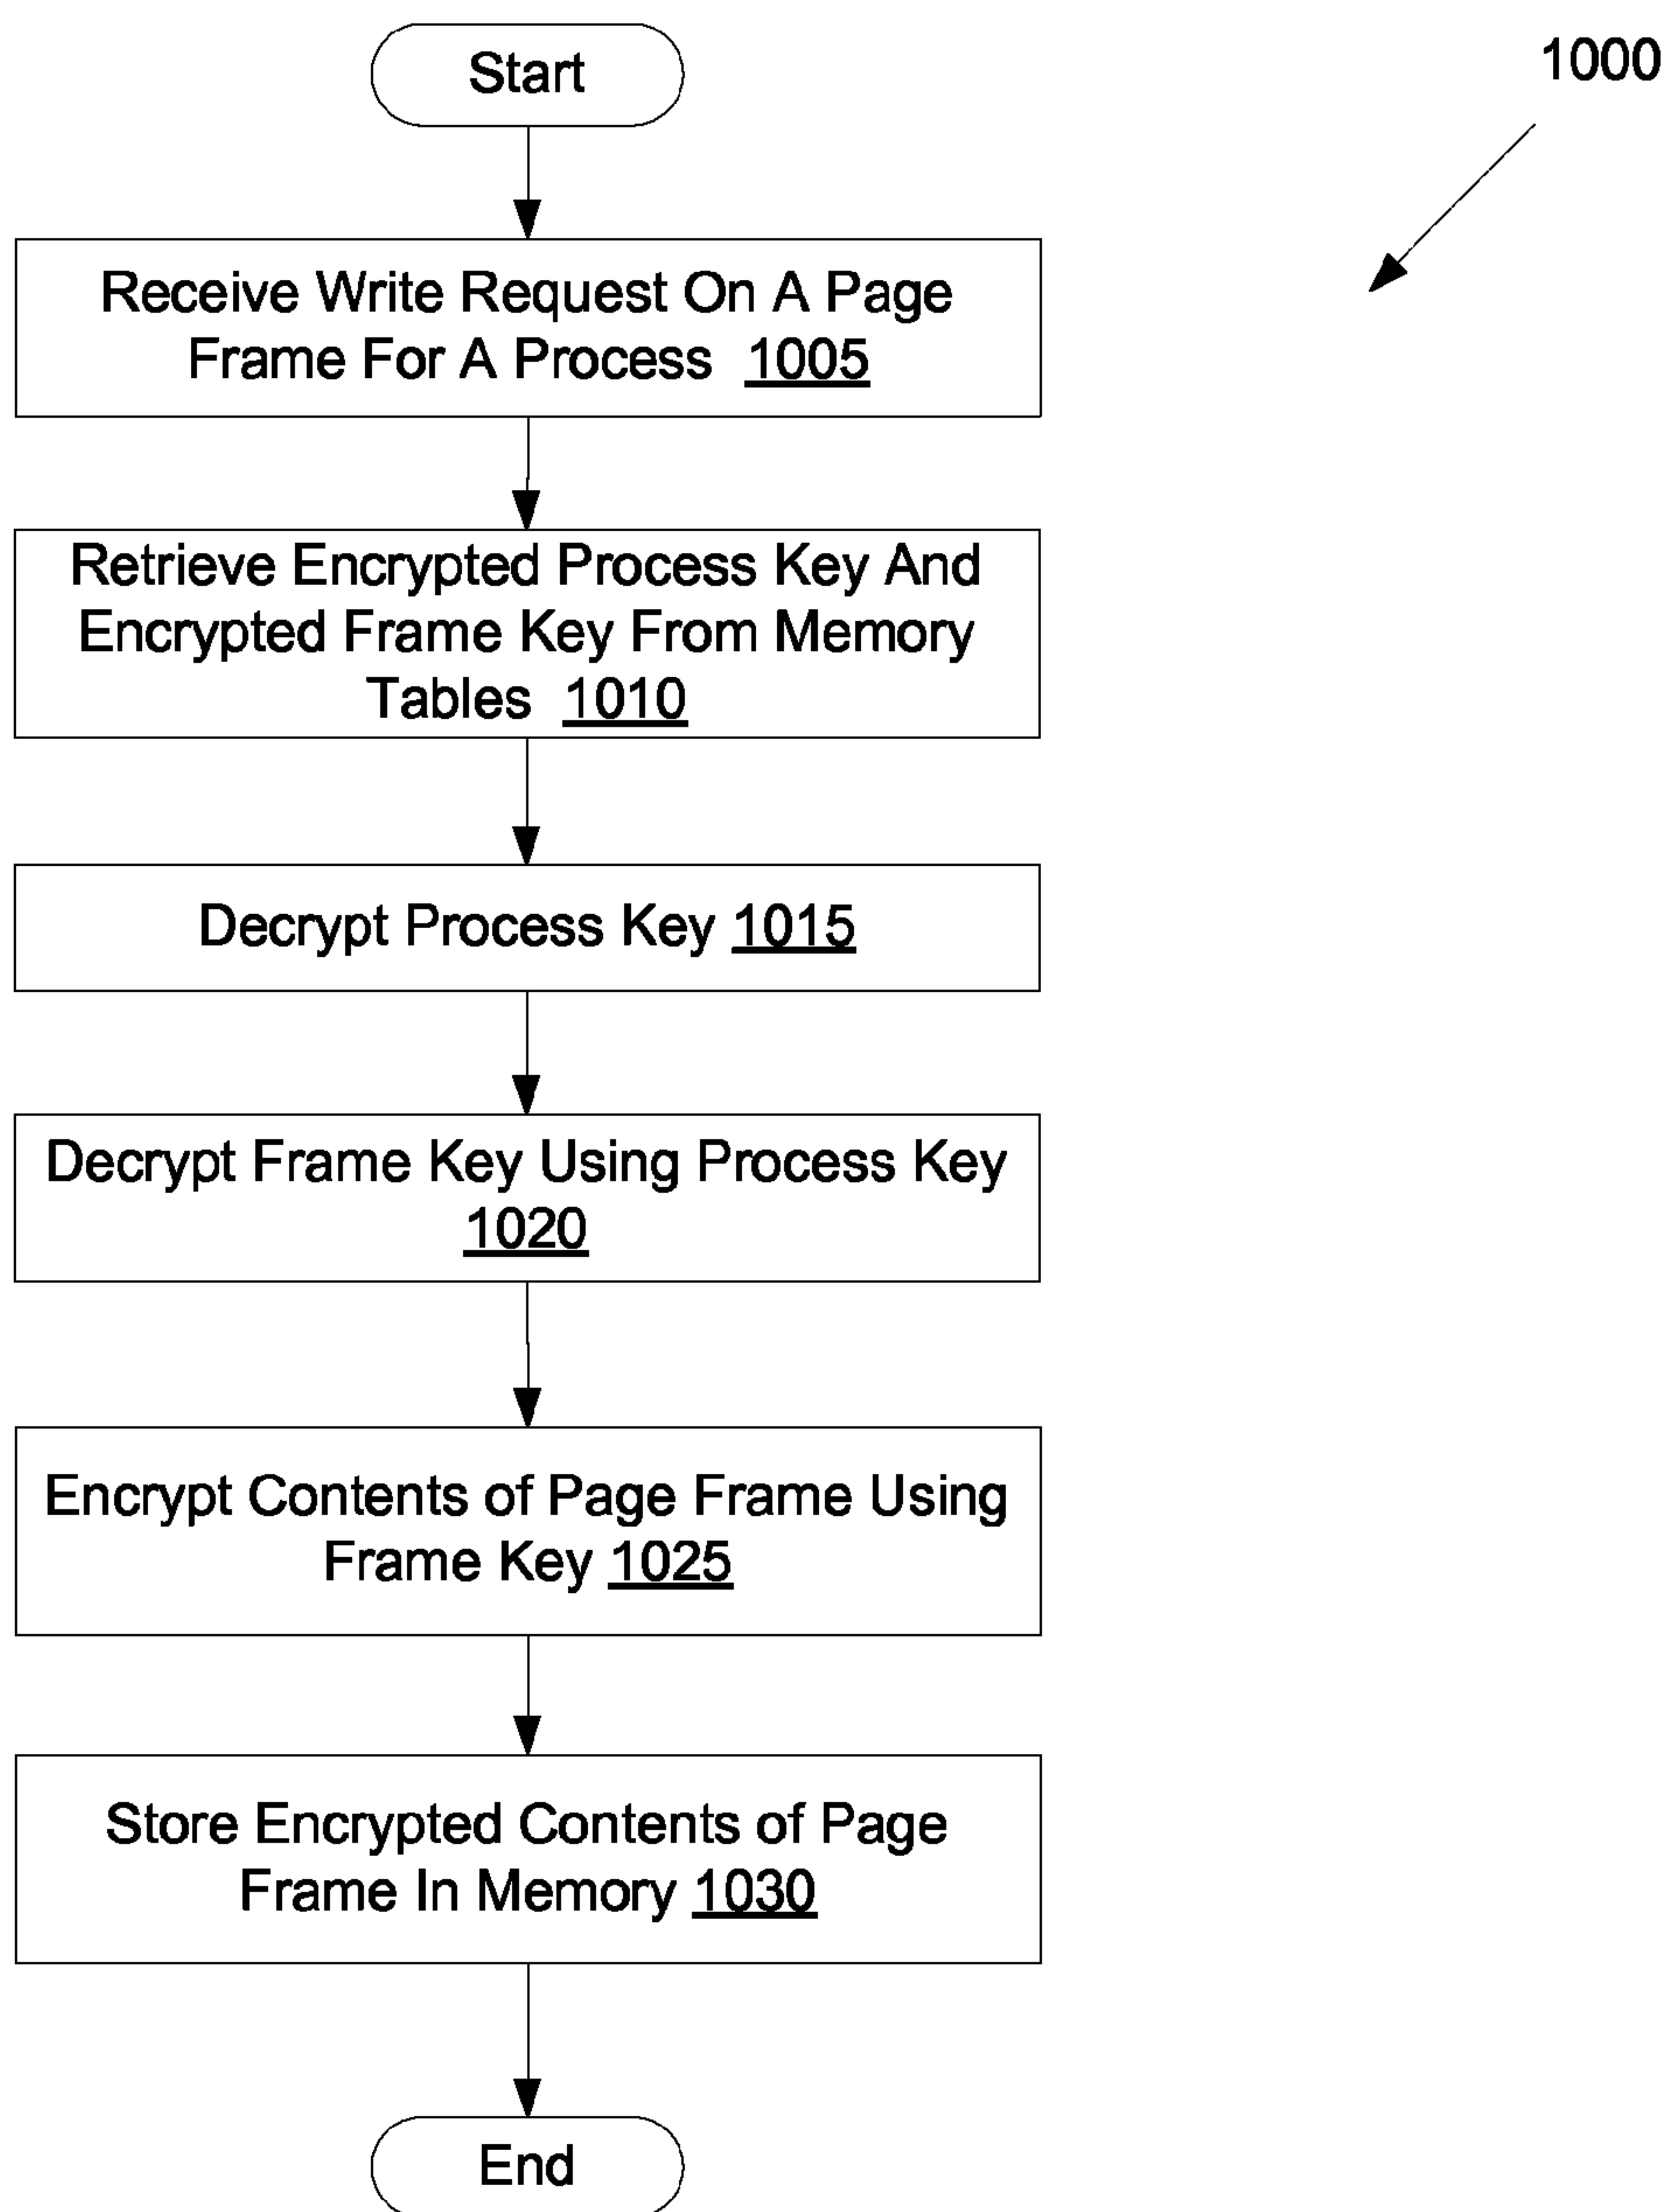 Start
1000
Receive Write Request On A Page
Frame For A Process 1005
Retrieve Encrypted Process Key And
Encrypted Frame Key From Memory
Tables 1010
Decrypt Process Key 1015
Decrypt Frame Key Using Process Key
1020
Encrypt Contents of Page Frame Using
Frame Key 1025
Store Encrypted Contents of Page
Frame In Memory 1030
End